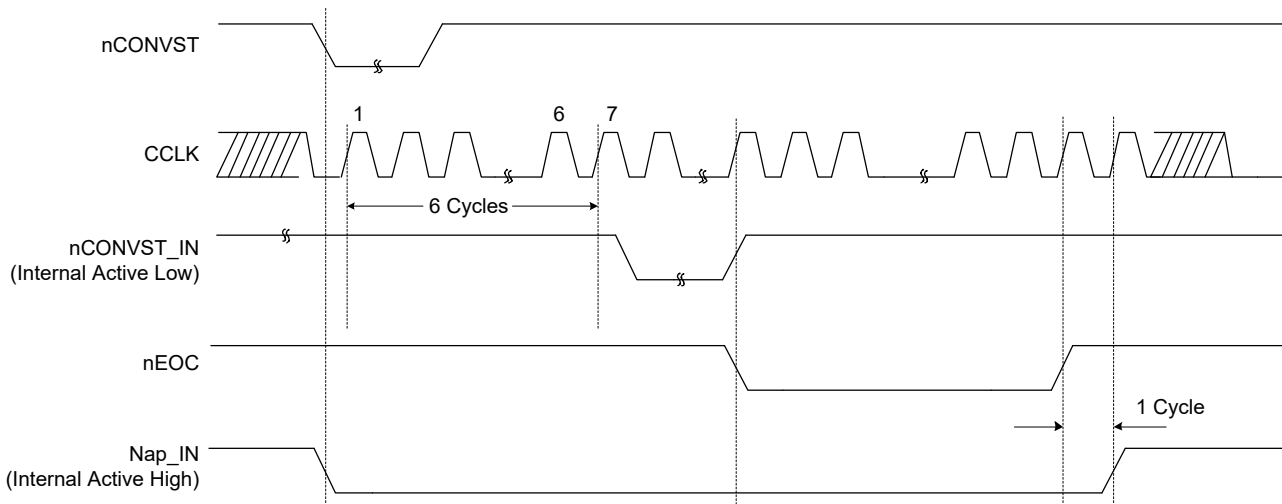 nCONVST
1
6
7
CCLK
6 Cycles
nCONVST_IN
(Internal Active Low)
nEOC
1 Cycle
Nap_IN
(Internal Active High)